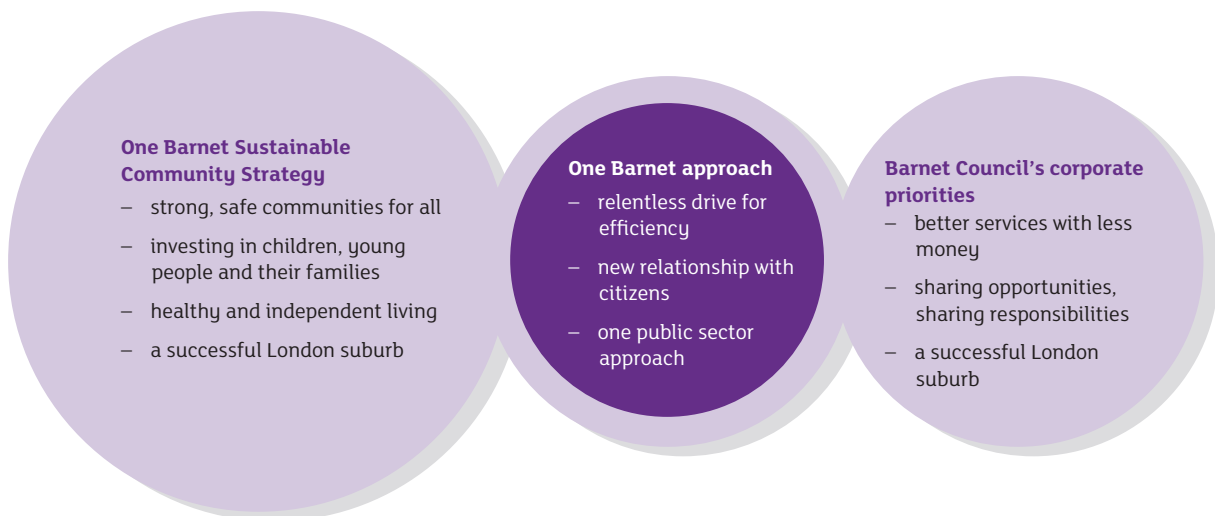 One Barnet Sustainable
Community Strategy
– strong, safe communities for all
– investing in children, young
people and their families
– healthy and independent living
– a successful London suburb
One Barnet approach
– relentless drive for
efficiency
– new relationship with
citizens
– one public sector
approach
Barnet Council’s corporate
priorities
– better services with less
money
– sharing opportunities,
sharing responsibilities
– a successful London
suburb